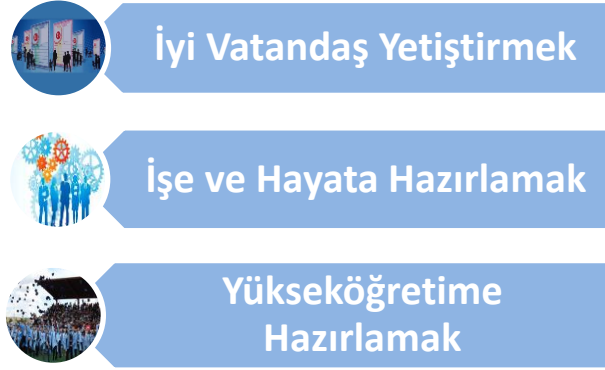 İyi Vatandaş Yetiştirmek
İşe ve Hayata Hazırlamak
Yükseköğretime
Hazırlamak